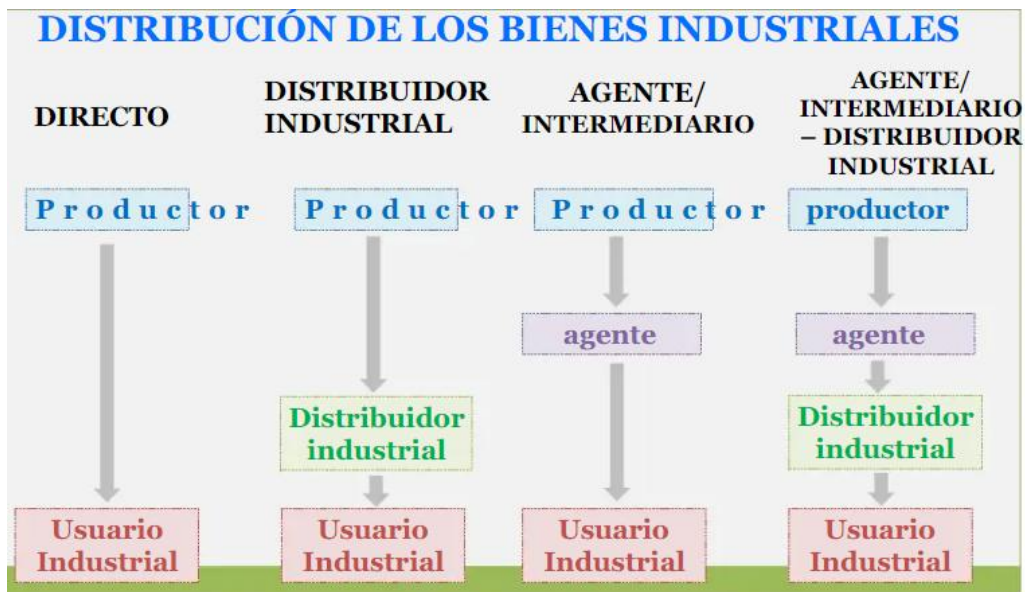 DISTRIBUCIÓN DE LOS BIENES INDUSTRIALES
DIRECTO
DISTRIBUIDOR
INDUSTRIAL
AGENTE/
INTERMEDIARIO
AGENTE/
INTERMEDIARIO
– DISTRIBUIDOR
INDUSTRIAL
Productor
Productor
Productor
productor
agente
agente
Distribuidor
industrial
Distribuidor
industrial
Usuario
Industrial
Usuario
Industrial
Usuario
Industrial
Usuario
Industrial